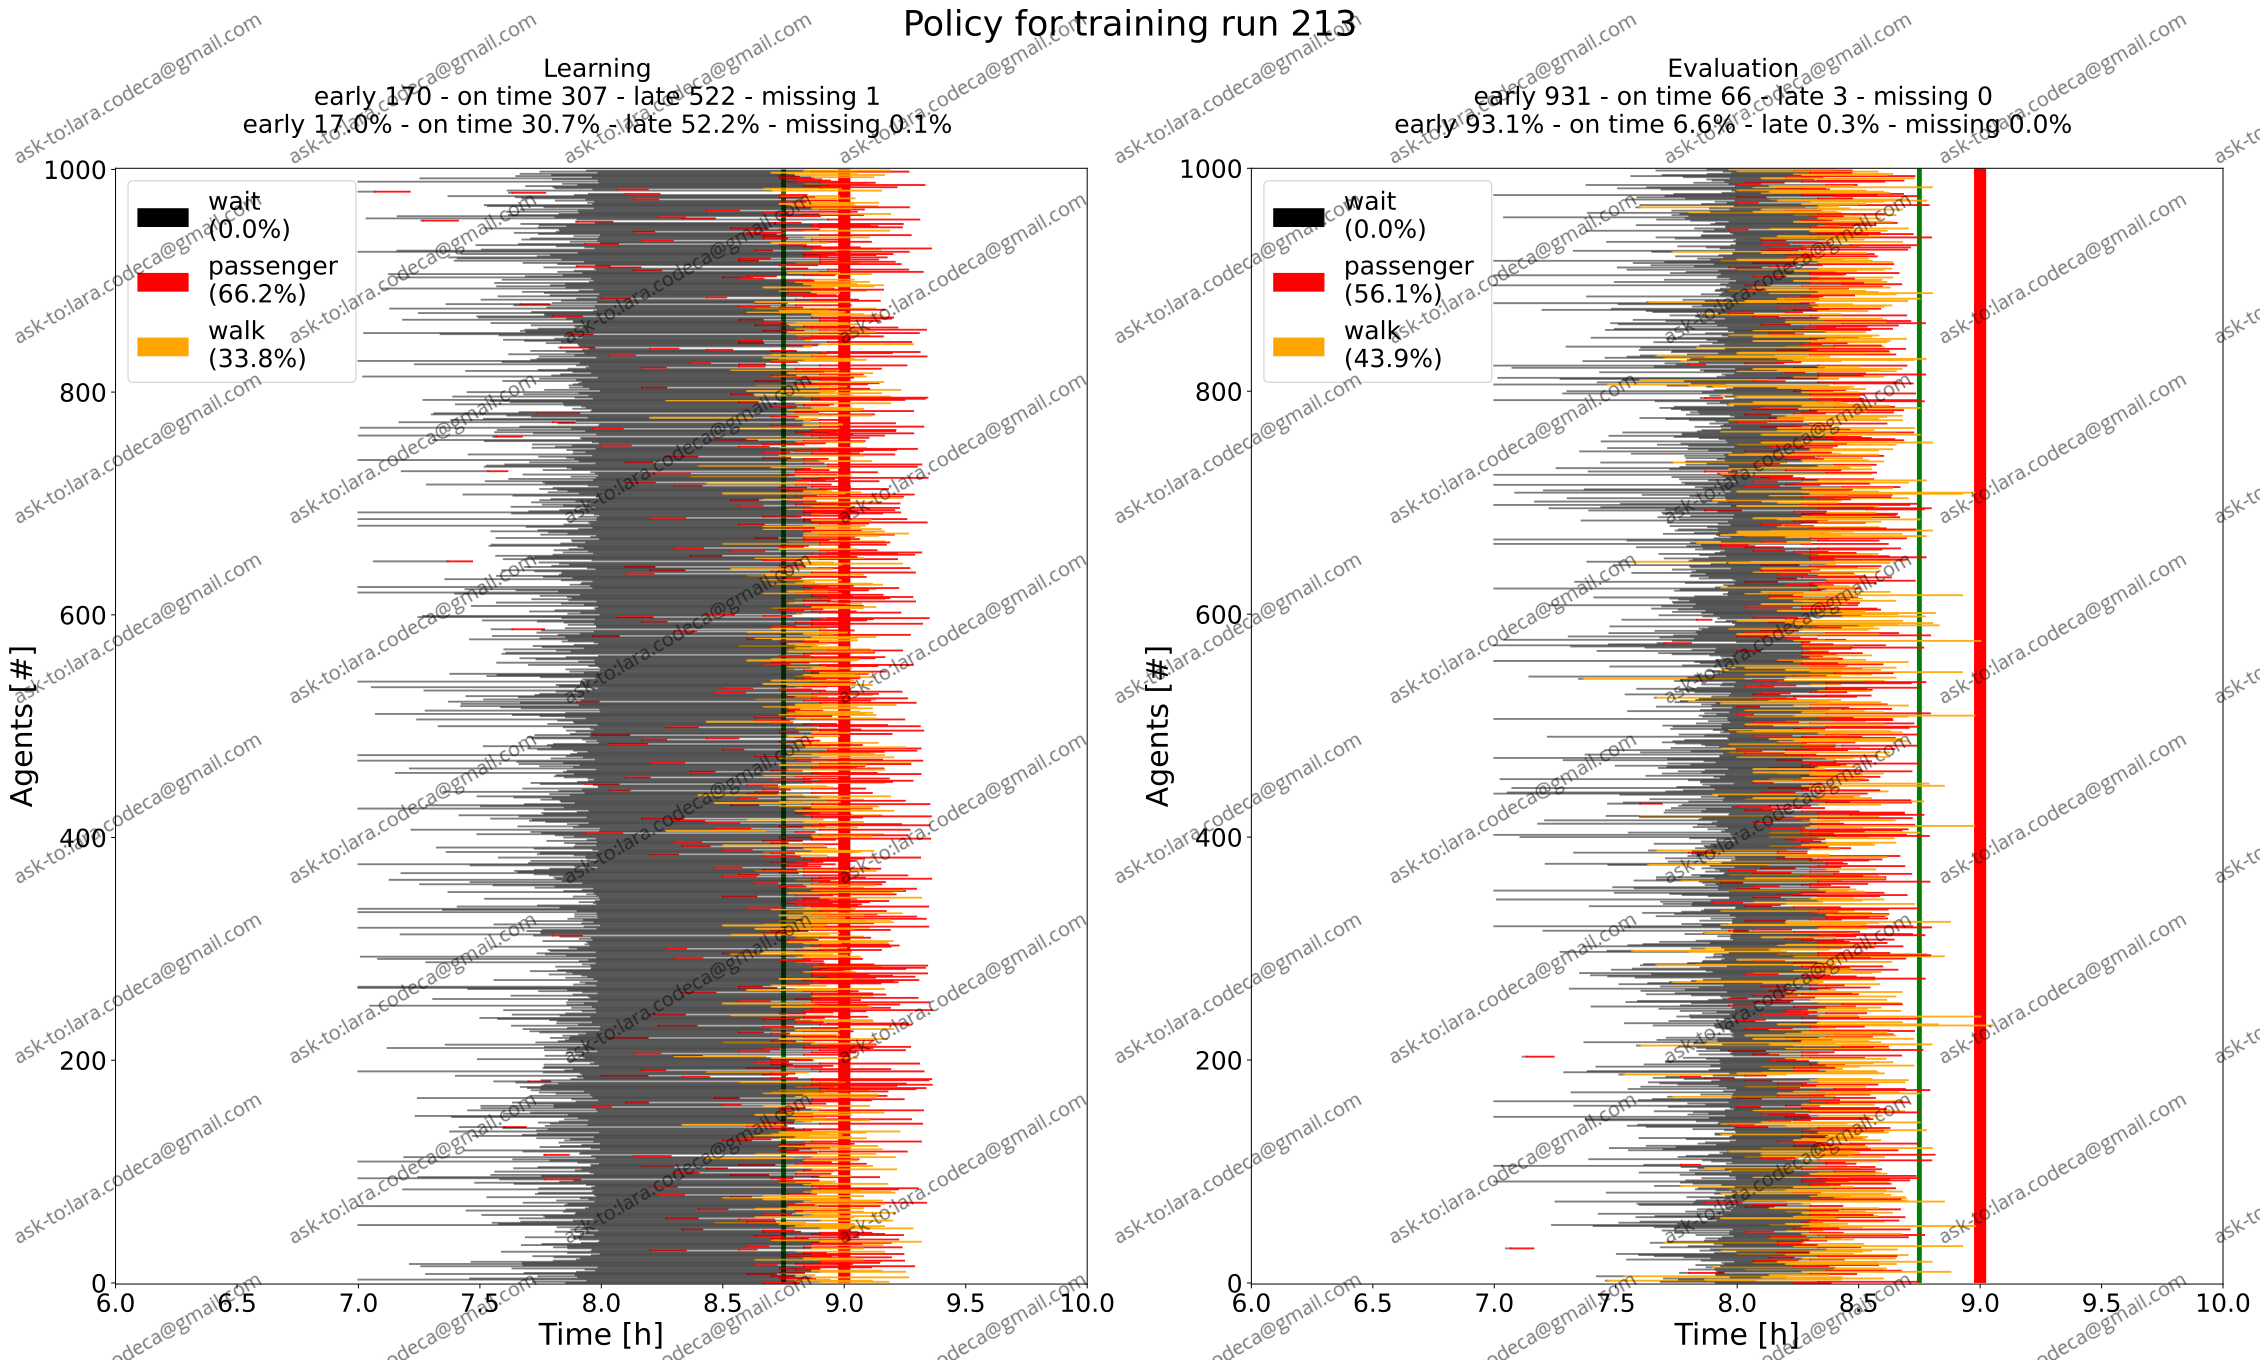 Policy for training run 213
Learning
early 170 - on time 307 - late 522 - missing 1
early 17.0% - on time 30.7% - late 52.2% - missing 0.1%
wait
(0.0%)
passenger
(66.2%)
walk
(33.8%)
Agents [#]
1000
800
600
400
200
0
6.0 6.5 7.0 7.5 8.0 8.5 9.0 9.5 10.0
Time [h]
Evaluation
early 931 - on time 66 - late 3 - missing 0
early 93.1% - on time 6.6% - late 0.3% - missing 0.0%
wait
(0.0%)
passenger
(56.1%)
walk
(43.9%)
Agents [#]
1000
800
600
400
200
0
6.0 6.5 7.0 7.5 8.0 8.5 9.0 9.5 10.0
Time [h]
ask-to:lara.codeca@gmail.com